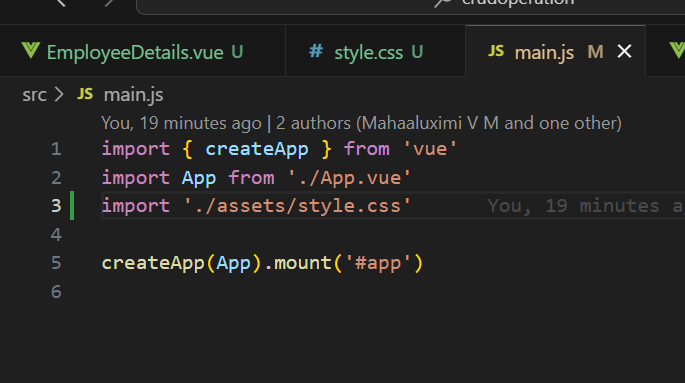 crudoperation
EmployeeDetails.vue U
# style.css U
JS main.js M
src > JS main.js
You, 19 minutes ago | 2 authors (Mahaaluximi V M and one other)
1 import { createApp } from 'vue'
2 import App from './App.vue'
3 import './assets/style.css' You, 19 minutes a
4
5 createApp(App).mount('#app')
6